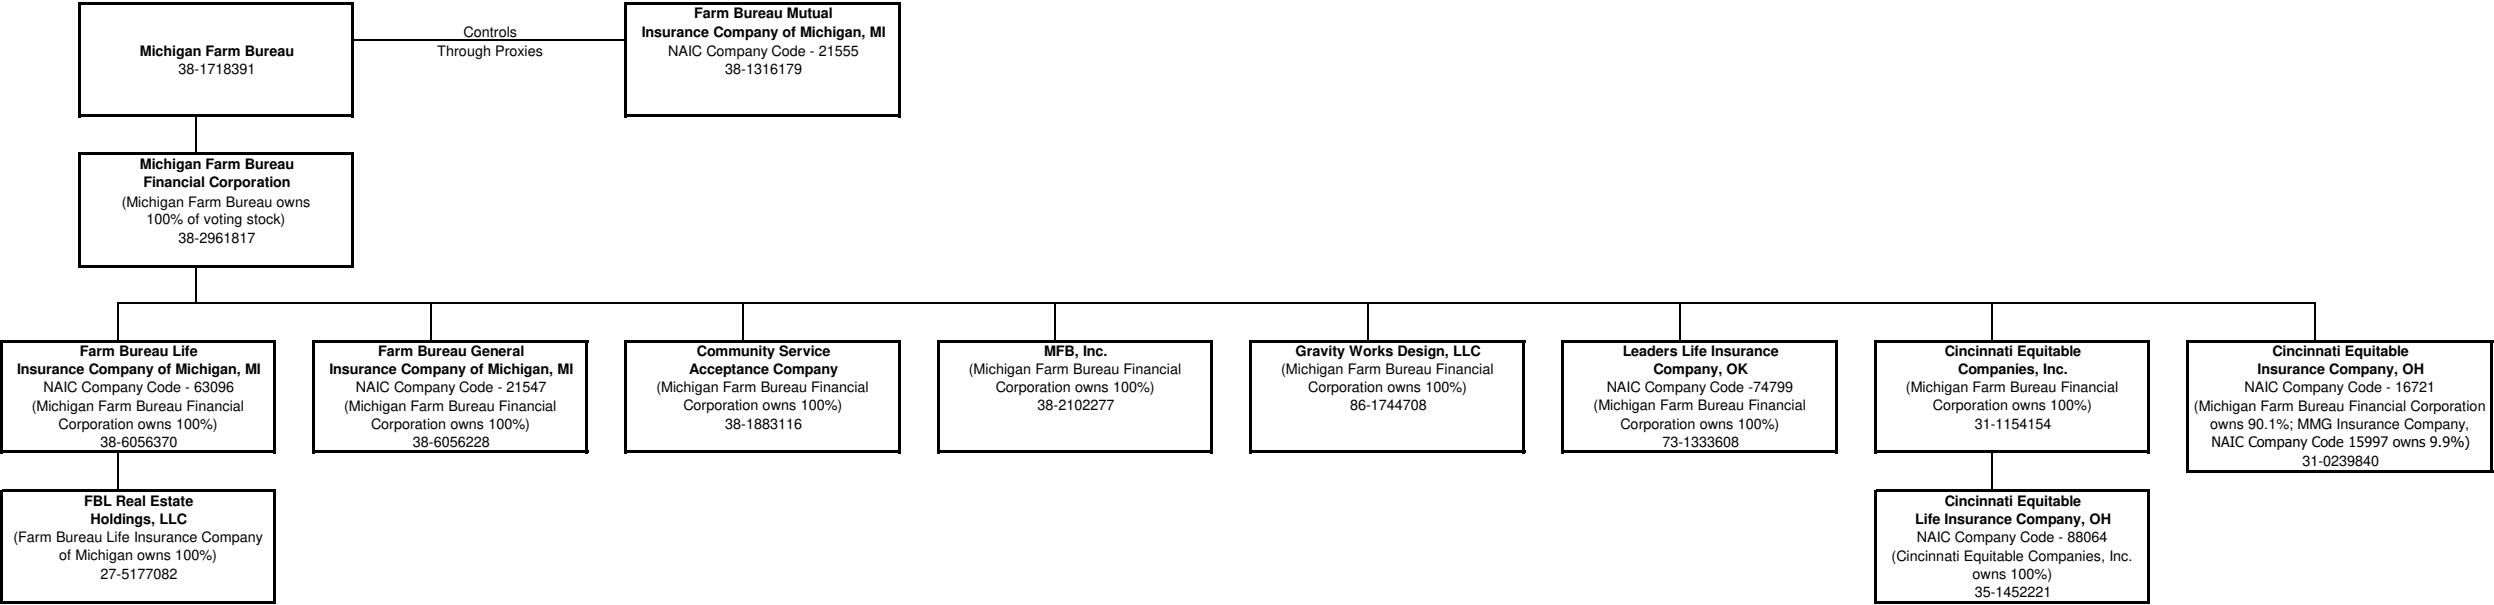 Michigan Farm Bureau
38-1718391
Controls
Through Proxies
Farm Bureau Mutual
Insurance Company of Michigan, MI
NAIC Company Code - 21555
38-1316179
Michigan Farm Bureau
Financial Corporation
(Michigan Farm Bureau owns
100% of voting stock)
38-2961817
Farm Bureau Life
Insurance Company of Michigan, MI
NAIC Company Code - 63096
(Michigan Farm Bureau Financial
Corporation owns 100%)
38-6056370
Farm Bureau General
Insurance Company of Michigan, MI
NAIC Company Code - 21547
(Michigan Farm Bureau Financial
Corporation owns 100%)
38-6056228
Community Service
Acceptance Company
(Michigan Farm Bureau Financial
Corporation owns 100%)
38-1883116
MFB, Inc.
(Michigan Farm Bureau Financial
Corporation owns 100%)
38-2102277
Gravity Works Design, LLC
(Michigan Farm Bureau Financial
Corporation owns 100%)
86-1744708
Leaders Life Insurance
Company, OK
NAIC Company Code -74799
(Michigan Farm Bureau Financial
Corporation owns 100%)
73-1333608
Cincinnati Equitable
Companies, Inc.
(Michigan Farm Bureau Financial
Corporation owns 100%)
31-1154154
Cincinnati Equitable
Insurance Company, OH
NAIC Company Code - 16721
(Michigan Farm Bureau Financial Corporation
owns 90.1%; MMG Insurance Company,
NAIC Company Code 15997 owns 9.9%)
31-0239840
FBL Real Estate
Holdings, LLC
(Farm Bureau Life Insurance Company
of Michigan owns 100%)
27-5177082
Cincinnati Equitable
Life Insurance Company, OH
NAIC Company Code - 88064
(Cincinnati Equitable Companies, Inc.
owns 100%)
35-1452221